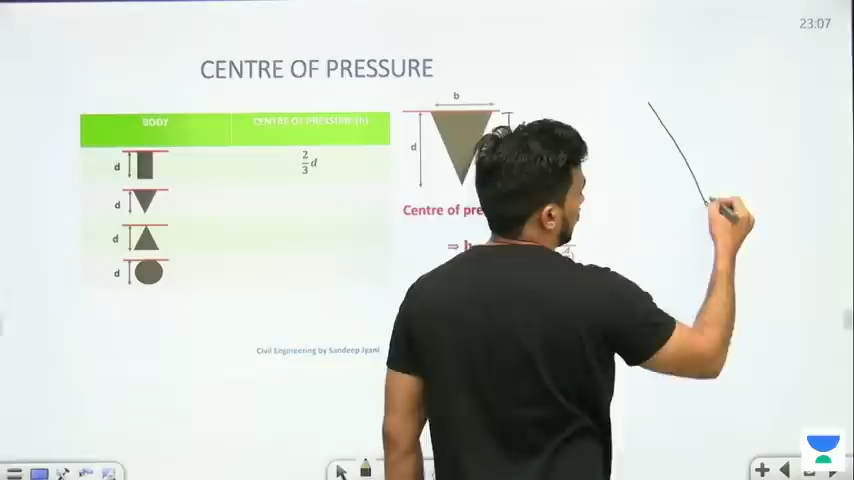 23:07
CENTRE OF PRESSURE
b
BODY
CENTRE OF PRESSURE (h)
d
2/3 d
d
d
d
d
Centre of pre
⇒ h
Civil Engineering by Sandeep Jyani